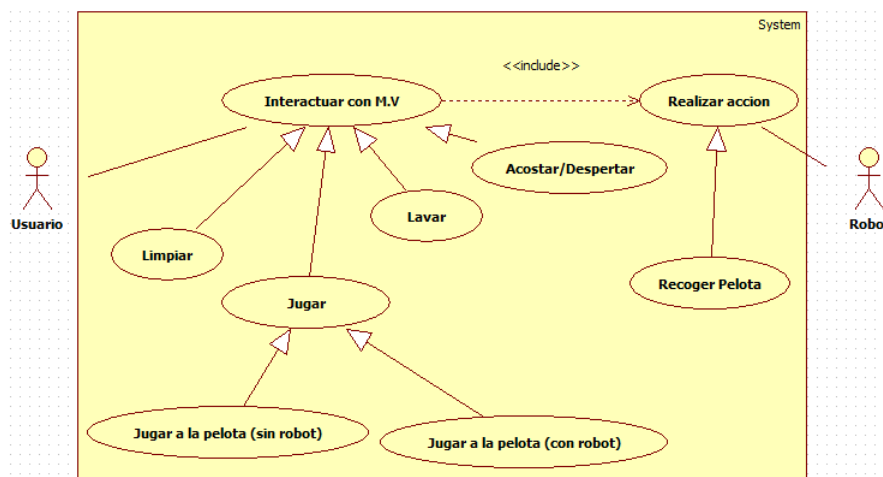 System
<<include>>
Interactuar con M.V
Realizar accion
Acostar/Despertar
Usuario
Lavar
Robo
Limpiar
Recoger Pelota
Jugar
Jugar a la pelota (sin robot)
Jugar a la pelota (con robot)